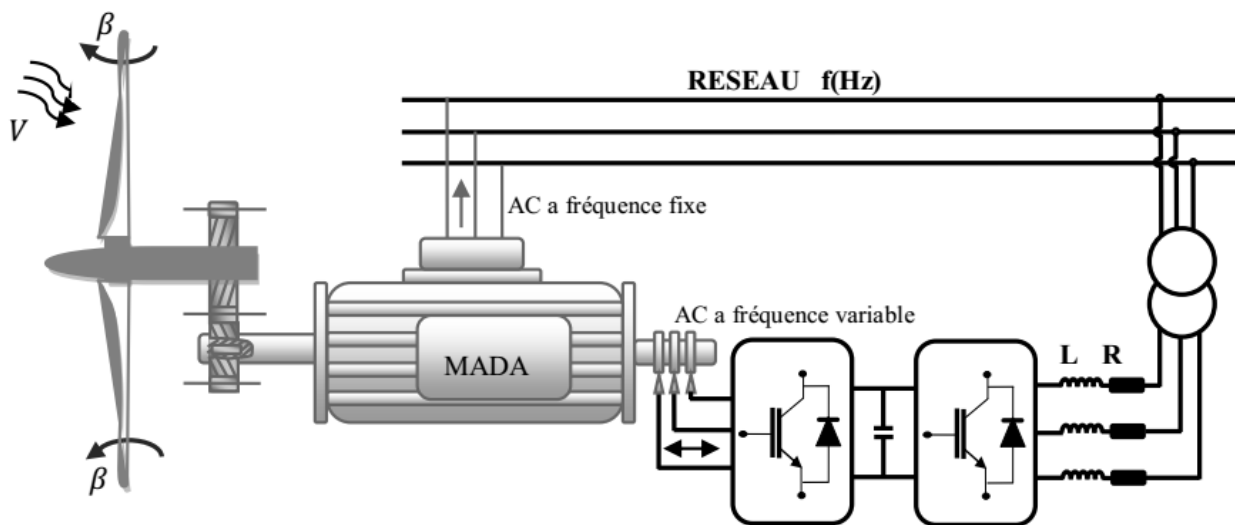 β
V
RESEAU f(Hz)
AC a fréquence fixe
AC a fréquence variable
MADA
L R
β